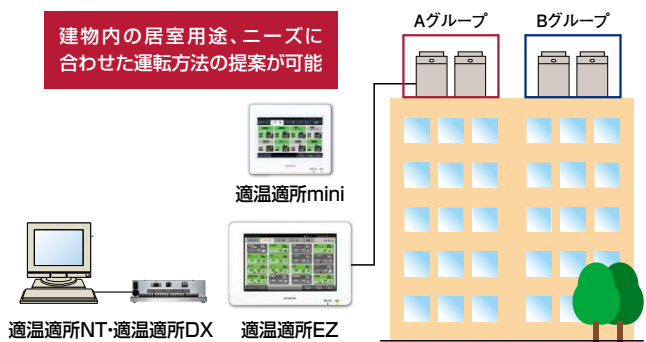 建物内の居室用途、ニーズに
合わせた運転方法の提案が可能
Aグループ
Bグループ
適温適所mini
適温適所NT・適温適所DX
適温適所EZ